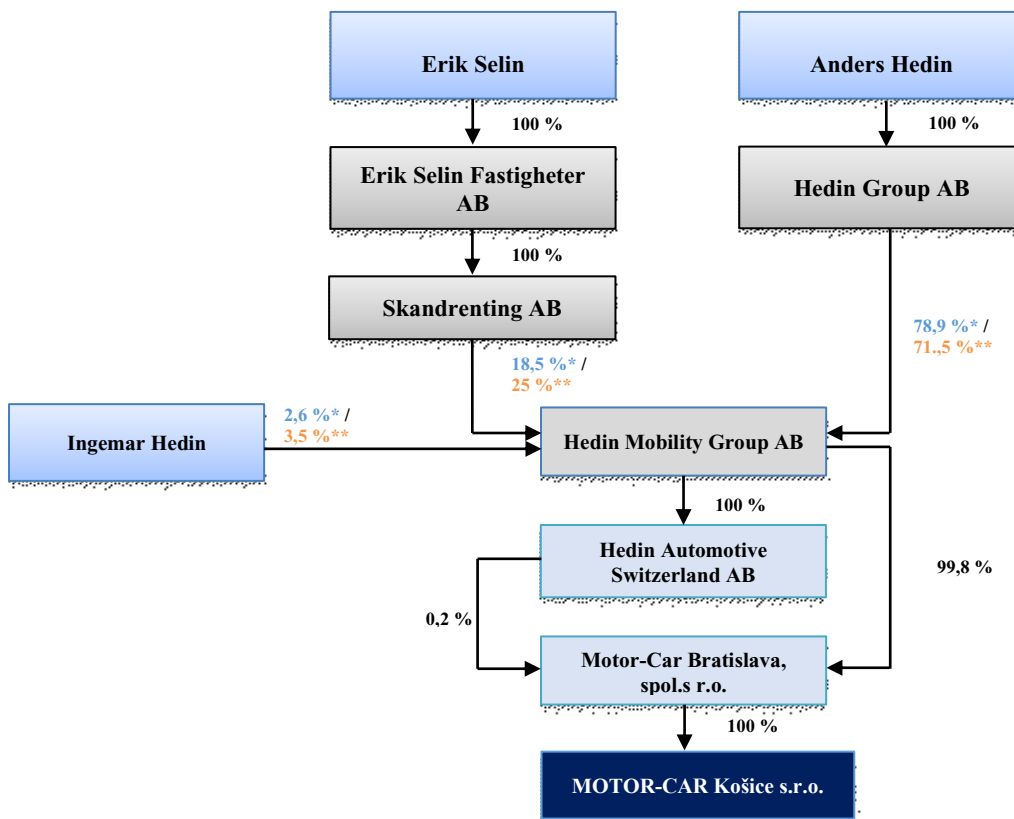 Erik Selin
Anders Hedin
100 %
100 %
Erik Selin Fastigheter
AB
Hedin Group AB
100 %
Skandrenting AB
78,9 %* /
71.,5 %**
18,5 %* /
25 %**
2,6 %* /
3,5 %**
Ingemar Hedin
Hedin Mobility Group AB
100 %
Hedin Automotive
Switzerland AB
99,8 %
0,2 %
Motor-Car Bratislava,
spol.s r.o.
100 %
MOTOR-CAR Košice s.r.o.